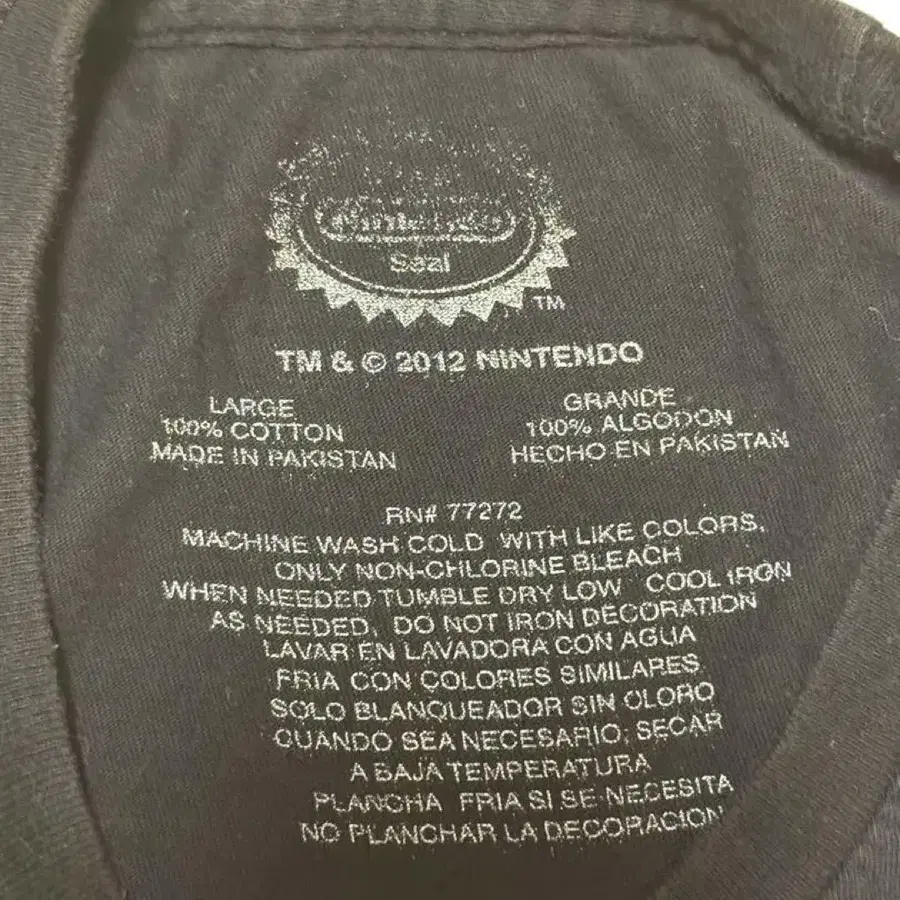 Nintendo
Seal
TM
TM & © 2012 NINTENDO
LARGE
100% COTTON
MADE IN PAKISTAN
GRANDE
100% ALGODON
HECHO EN PAKISTAN
RN# 77272
MACHINE WASH COLD WITH LIKE COLORS,
ONLY NON-CHLORINE BLEACH
WHEN NEEDED TUMBLE DRY LOW COOL IRON
AS NEEDED, DO NOT IRON DECORATION
LAVAR EN LAVADORA CON AGUA
FRIA CON COLORES SIMILARES
SOLO BLANQUEADOR SIN OLORO
CUANDO SEA NECESARIO; SECAR
A BAJA TEMPERATURA
PLANCHA FRIA SI SE NECESITA
NO PLANCHAR LA DECORACION